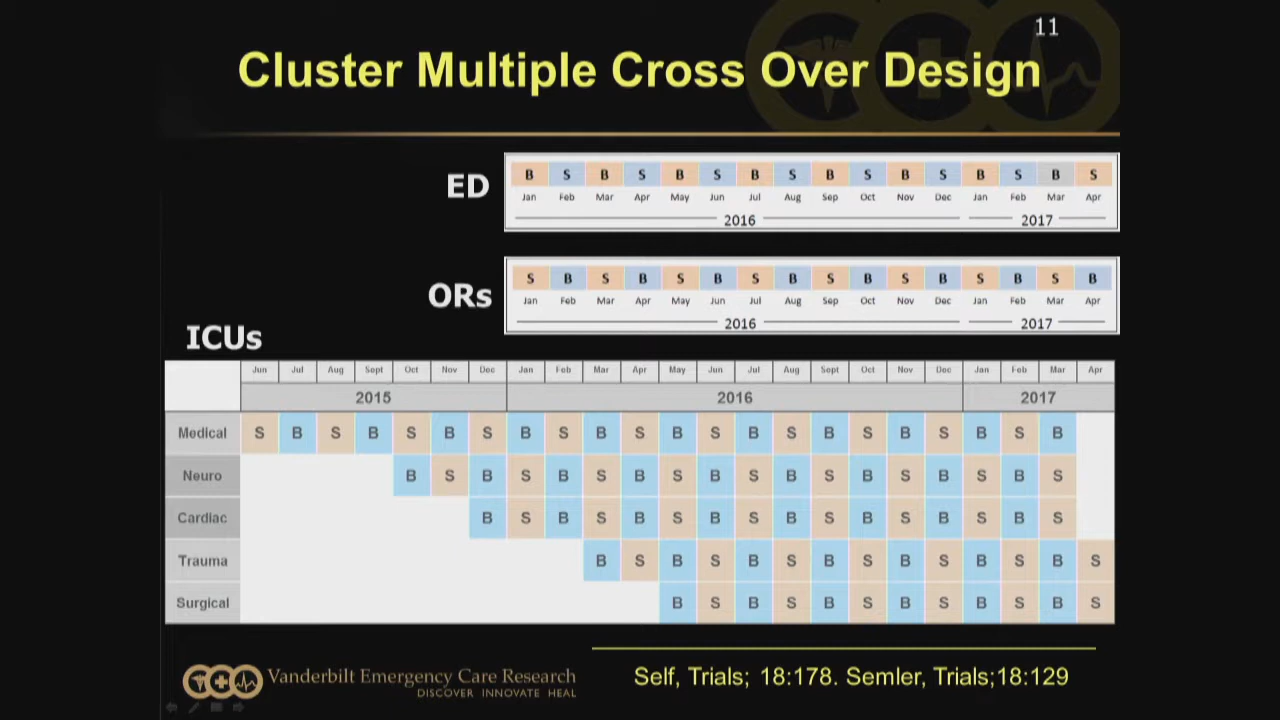 11
Cluster Multiple Cross Over Design
ED
B S B S B S B S B S B S B S B S
Jan Feb Mar Apr May Jun Jul Aug Sep Oct Nov Dec Jan Feb Mar Apr
2016 2017
ORs
S B S B S B S B S B S B S B S B
Jan Feb Mar Apr May Jun Jul Aug Sep Oct Nov Dec Jan Feb Mar Apr
2016 2017
ICUs
Jun Jul Aug Sept Oct Nov Dec Jan Feb Mar Apr May Jun Jul Aug Sept Oct Nov Dec Jan Feb Mar Apr
2015 2016 2017
Medical S B S B S B S B S B S B S B S B S B S B S B
Neuro B S B S B S B S B S B S B S B S B S
Cardiac B S B S B S B S B S B S B S B S
Trauma B S B S B S B S B S B S B S
Surgical B S B S B S B S B S B S
Vanderbilt Emergency Care Research
DISCOVER INNOVATE HEAL
Self, Trials; 18:178. Semler, Trials;18:129